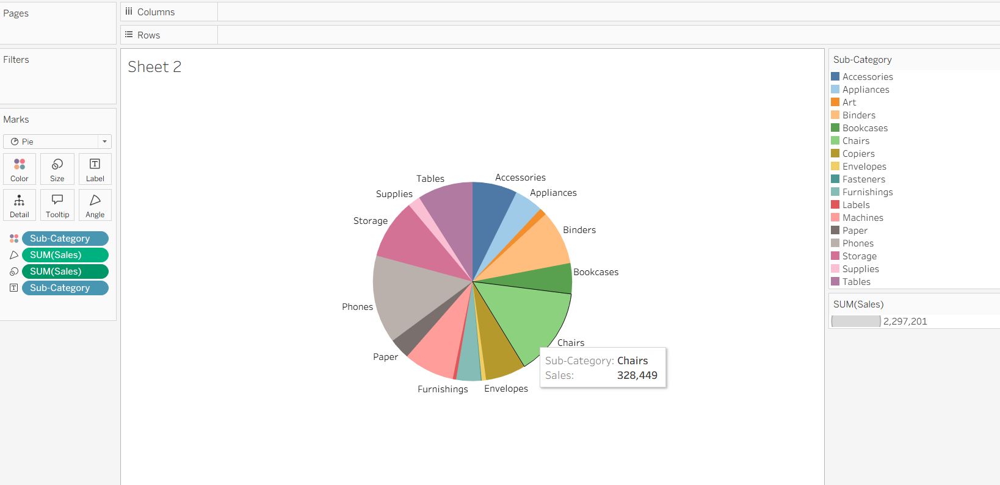 Pages
Columns
Rows
Filters
Marks
Pie
Color
Size
Label
Detail
Tooltip
Angle
Sub-Category
SUM(Sales)
SUM(Sales)
Sub-Category
Sheet 2
Tables
Accessories
Supplies
Appliances
Storage
Binders
Bookcases
Phones
Chairs
Paper
Furnishings
Envelopes
Sub-Category: Chairs
Sales: 328,449
Sub-Category
Accessories
Appliances
Art
Binders
Bookcases
Chairs
Copiers
Envelopes
Fasteners
Furnishings
Labels
Machines
Paper
Phones
Storage
Supplies
Tables
SUM(Sales)
2,297,201